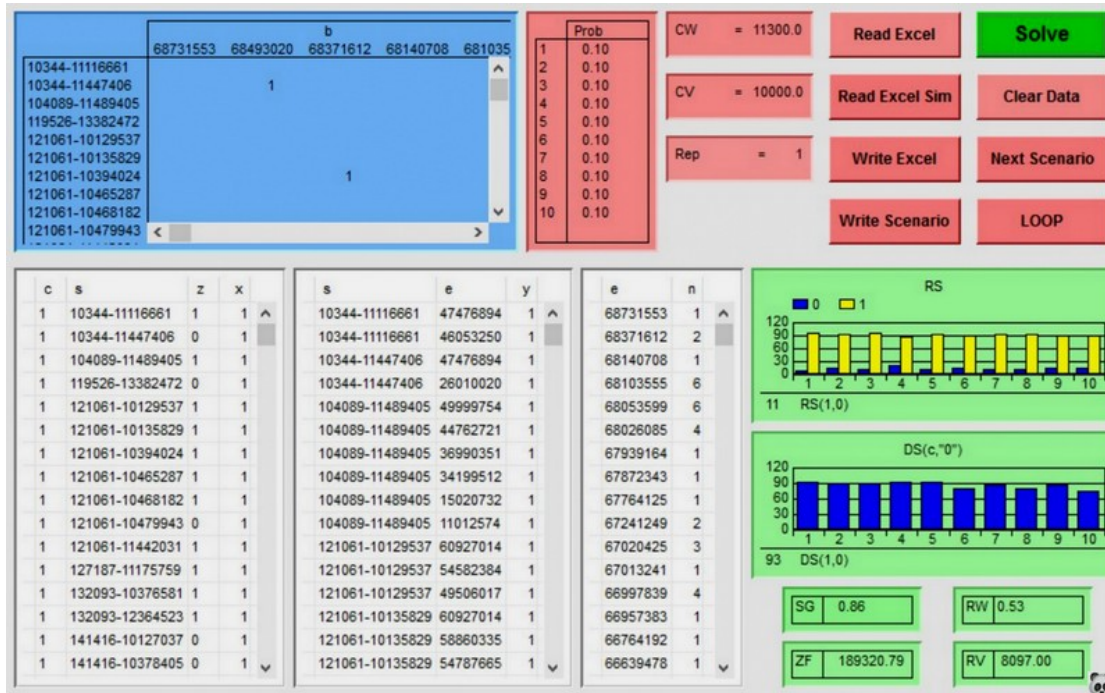 b
68731553 68493020 68371612 68140708 681035
10344-11116661
10344-11447406 1
104089-11489405
119526-13382472
121061-10129537
121061-10135829
121061-10394024 1
121061-10465287
121061-10468182
121061-10479943
Prob
1 0.10
2 0.10
3 0.10
4 0.10
5 0.10
6 0.10
7 0.10
8 0.10
9 0.10
10 0.10
CW = 11300.0
CV = 10000.0
Rep = 1
Read Excel
Solve
Read Excel Sim
Clear Data
Write Excel
Next Scenario
Write Scenario
LOOP
c s z x
1 10344-11116661 1 1
1 10344-11447406 0 1
1 104089-11489405 1 1
1 119526-13382472 0 1
1 121061-10129537 1 1
1 121061-10135829 1 1
1 121061-10394024 1 1
1 121061-10465287 1 1
1 121061-10468182 1 1
1 121061-10479943 0 1
1 121061-11442031 1 1
1 127187-11175759 1 1
1 132093-10376581 1 1
1 132093-12364523 1 1
1 141416-10127037 0 1
1 141416-10378405 0 1
s e y
10344-11116661 47476894 1
10344-11116661 46053250 1
10344-11447406 47476894 1
10344-11447406 26010020 1
104089-11489405 49999754 1
104089-11489405 44762721 1
104089-11489405 36990351 1
104089-11489405 34199512 1
104089-11489405 15020732 1
104089-11489405 11012574 1
121061-10129537 60927014 1
121061-10129537 54582384 1
121061-10129537 49506017 1
121061-10135829 60927014 1
121061-10135829 58860335 1
121061-10135829 54787665 1
e n
68731553 1
68371612 2
68140708 1
68103555 6
68053599 6
68026085 4
67939164 1
67872343 1
67764125 1
67241249 2
67020425 3
67013241 1
66997839 4
66957383 1
66764192 1
66639478 1
RS
0 1
120
90
60
30
0
1 2 3 4 5 6 7 8 9 10
11 RS(1,0)
DS(c,"0")
120
90
60
30
0
1 2 3 4 5 6 7 8 9 10
93 DS(1,0)
SG 0.86
RW 0.53
ZF 189320.79
RV 8097.00